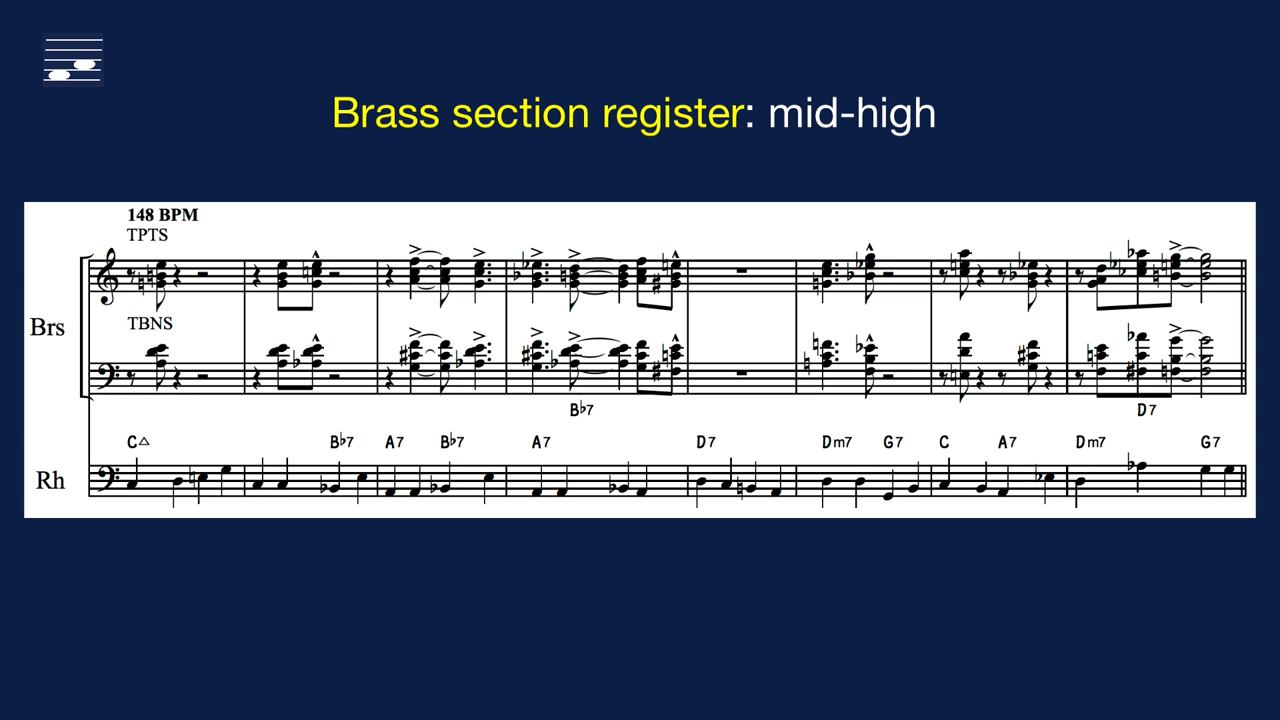 Brass section register: mid-high
148 BPM
TPTS
Brs
TBNS
B♭7 D7
C△ B♭7 A7 B♭7 A7 D7 Dm7 G7 C A7 Dm7 G7
Rh